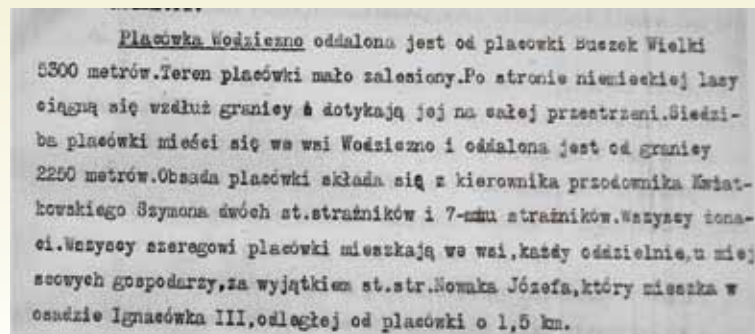 Placówka Wodziczno oddalona jest od placówki Buczek Wielki
5300 metrów.Teren placówki mało zalesiony.Po stronie niemieckiej lasy
ciągną się wzdłuż granicy i dotykają jej na całej przestrzeni.Siedzi-
ba placówki mieści się we wsi Wodziczno i oddalona jest od granicy
2250 metrów.Obsada placówki składa się z kierownika przodownika Kwiat-
kowskiego Szymona dwóch st.strażników i 7-miu strażników.Wszyscy żona-
ci.Wszyscy szeregowi placówki mieszkają we wsi,każdy oddzielnie,u miej
scowych gospodarzy,za wyjątkiem st.str.Nowaka Józefa,który mieszka w
osadzie Ignacówka III,odległej od placówki o 1,5 km.